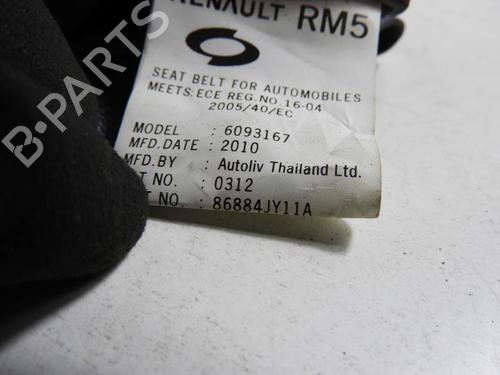 RENAULT RM5
SEAT BELT FOR AUTOMOBILES
MEETS:ECE REG.NO.16-04
2005/40/EC
MODEL : 6093167
MFD.DATE : 2010
MFD.BY : Autoliv Thailand Ltd.
T NO. : 0312
T NO. : 86884JY11A
B-PARTS